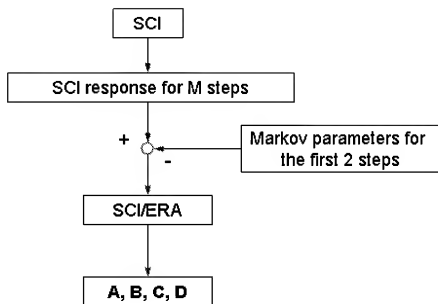 SCI
SCI response for M steps
+
-
Markov parameters for
the first 2 steps
SCI/ERA
A, B, C, D